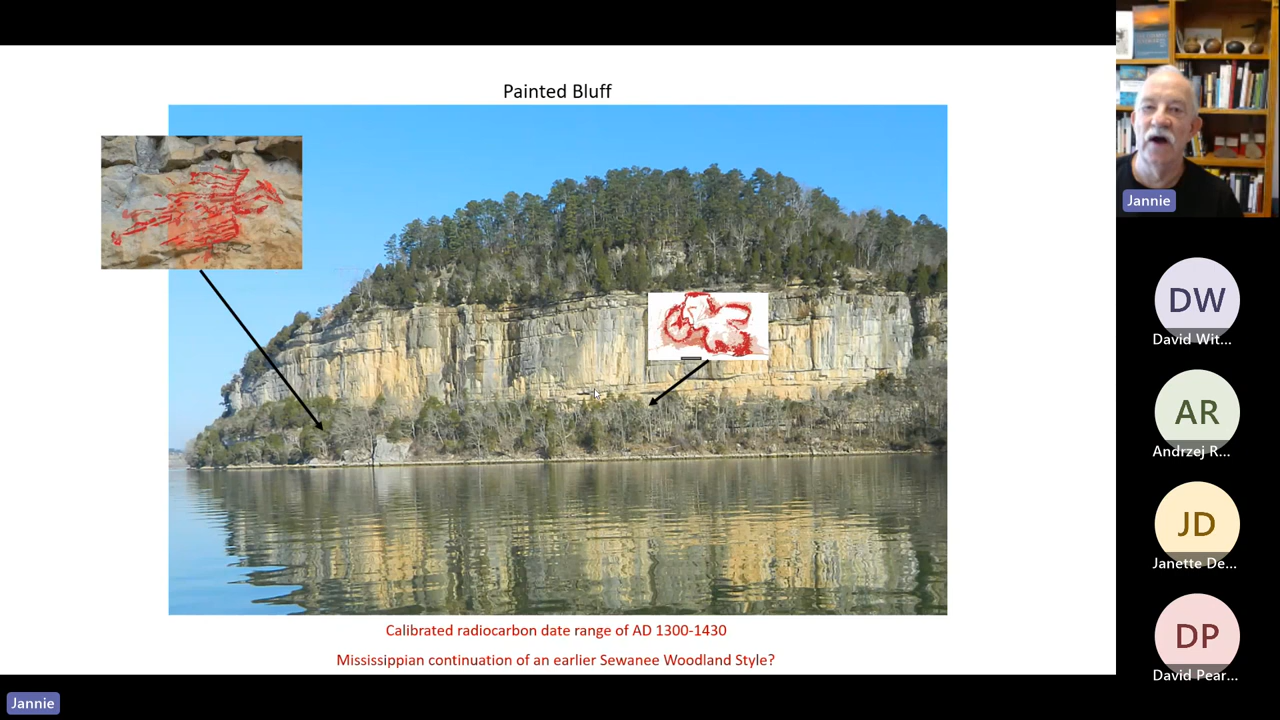 Painted Bluff
Calibrated radiocarbon date range of AD 1300-1430
Mississippian continuation of an earlier Sewanee Woodland Style?
Jannie
DW
David Wit...
AR
Andrzej R...
JD
Janette De...
DP
David Pear...
Jannie